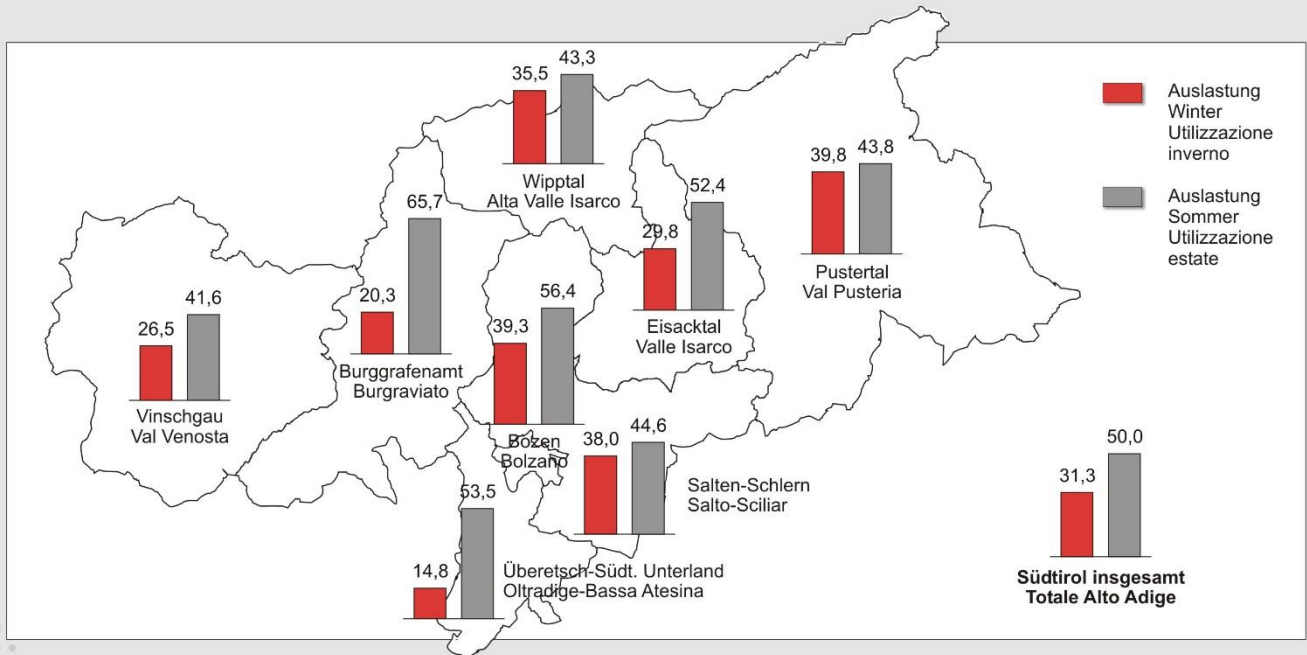 35,5
43,3
Wipptal
Alta Valle Isarco
39,8
43,8
Pustertal
Val Pusteria
Auslastung
Winter
Utilizzazione
inverno
Auslastung
Sommer
Utilizzazione
estate
26,5
41,6
Vinschgau
Val Venosta
20,3
65,7
Burggrafenamt
Burgraviato
39,3
56,4
Bozen
Bolzano
29,8
52,4
Eisacktal
Valle Isarco
38,0
44,6
Salten-Schlern
Salto-Sciliar
14,8
53,5
Überetsch-Südt. Unterland
Oltradige-Bassa Atesina
31,3
50,0
Südtirol insgesamt
Totale Alto Adige